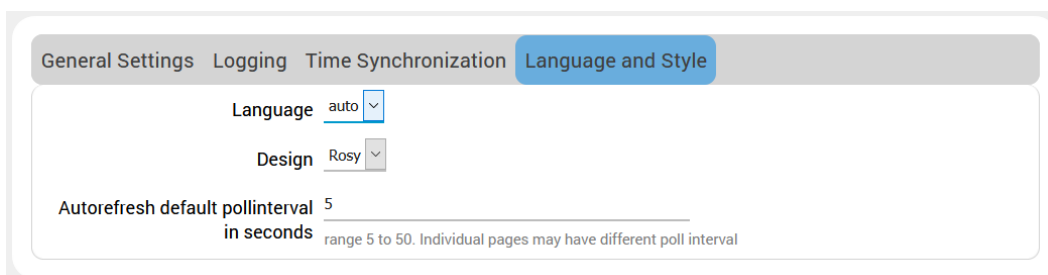 General Settings Logging Time Synchronization Language and Style
Language auto
Design Rosy
Autorefresh default pollinterval 5
in seconds range 5 to 50. Individual pages may have different poll interval